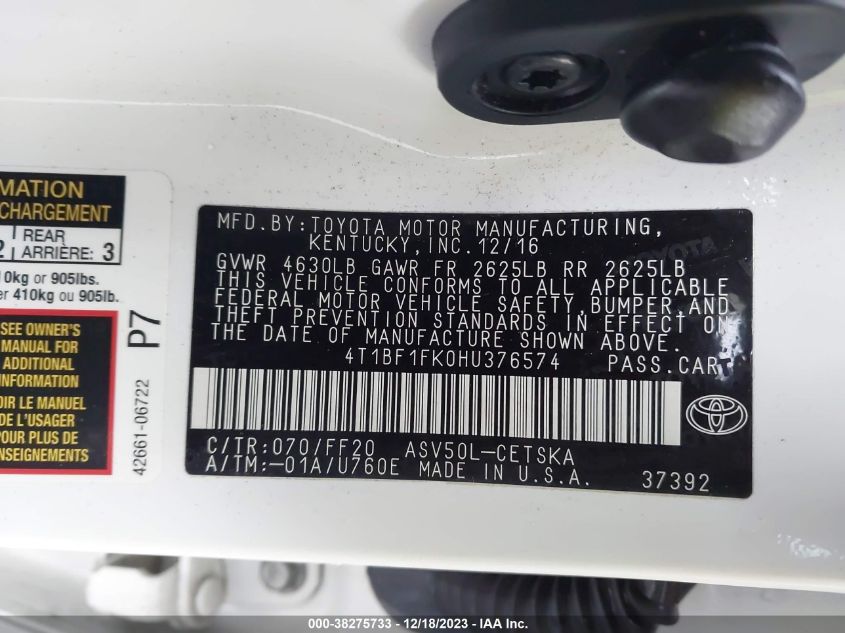 MATION
CHARGEMENT
2 | REAR
ARRIÈRE: 3
10kg or 905lbs.
er 410kg ou 905lb.
SEE OWNER'S
MANUAL FOR
ADDITIONAL
INFORMATION
OIR LE MANUEL
DE L'USAGER
POUR PLUS DE
ENSEIGNEMENTS
P7
42661-06722
MFD.BY:TOYOTA MOTOR MANUFACTURING,
KENTUCKY,INC.12/16
GVWR 4630LB GAWR FR 2625LB RR 2625LB
THIS VEHICLE CONFORMS TO ALL APPLICABLE
FEDERAL MOTOR VEHICLE SAFETY,BUMPER,AND
THEFT PREVENTION STANDARDS IN EFFECT ON
THE DATE OF MANUFACTURE SHOWN ABOVE.
4T1BF1FK0HU376574 PASS.CAR
C/TR:070/FF20 ASV50L-CETSKA
A/TM:-01A/U760E MADE IN U.S.A. 37392
000-38275733 - 12/18/2023 - IAA Inc.